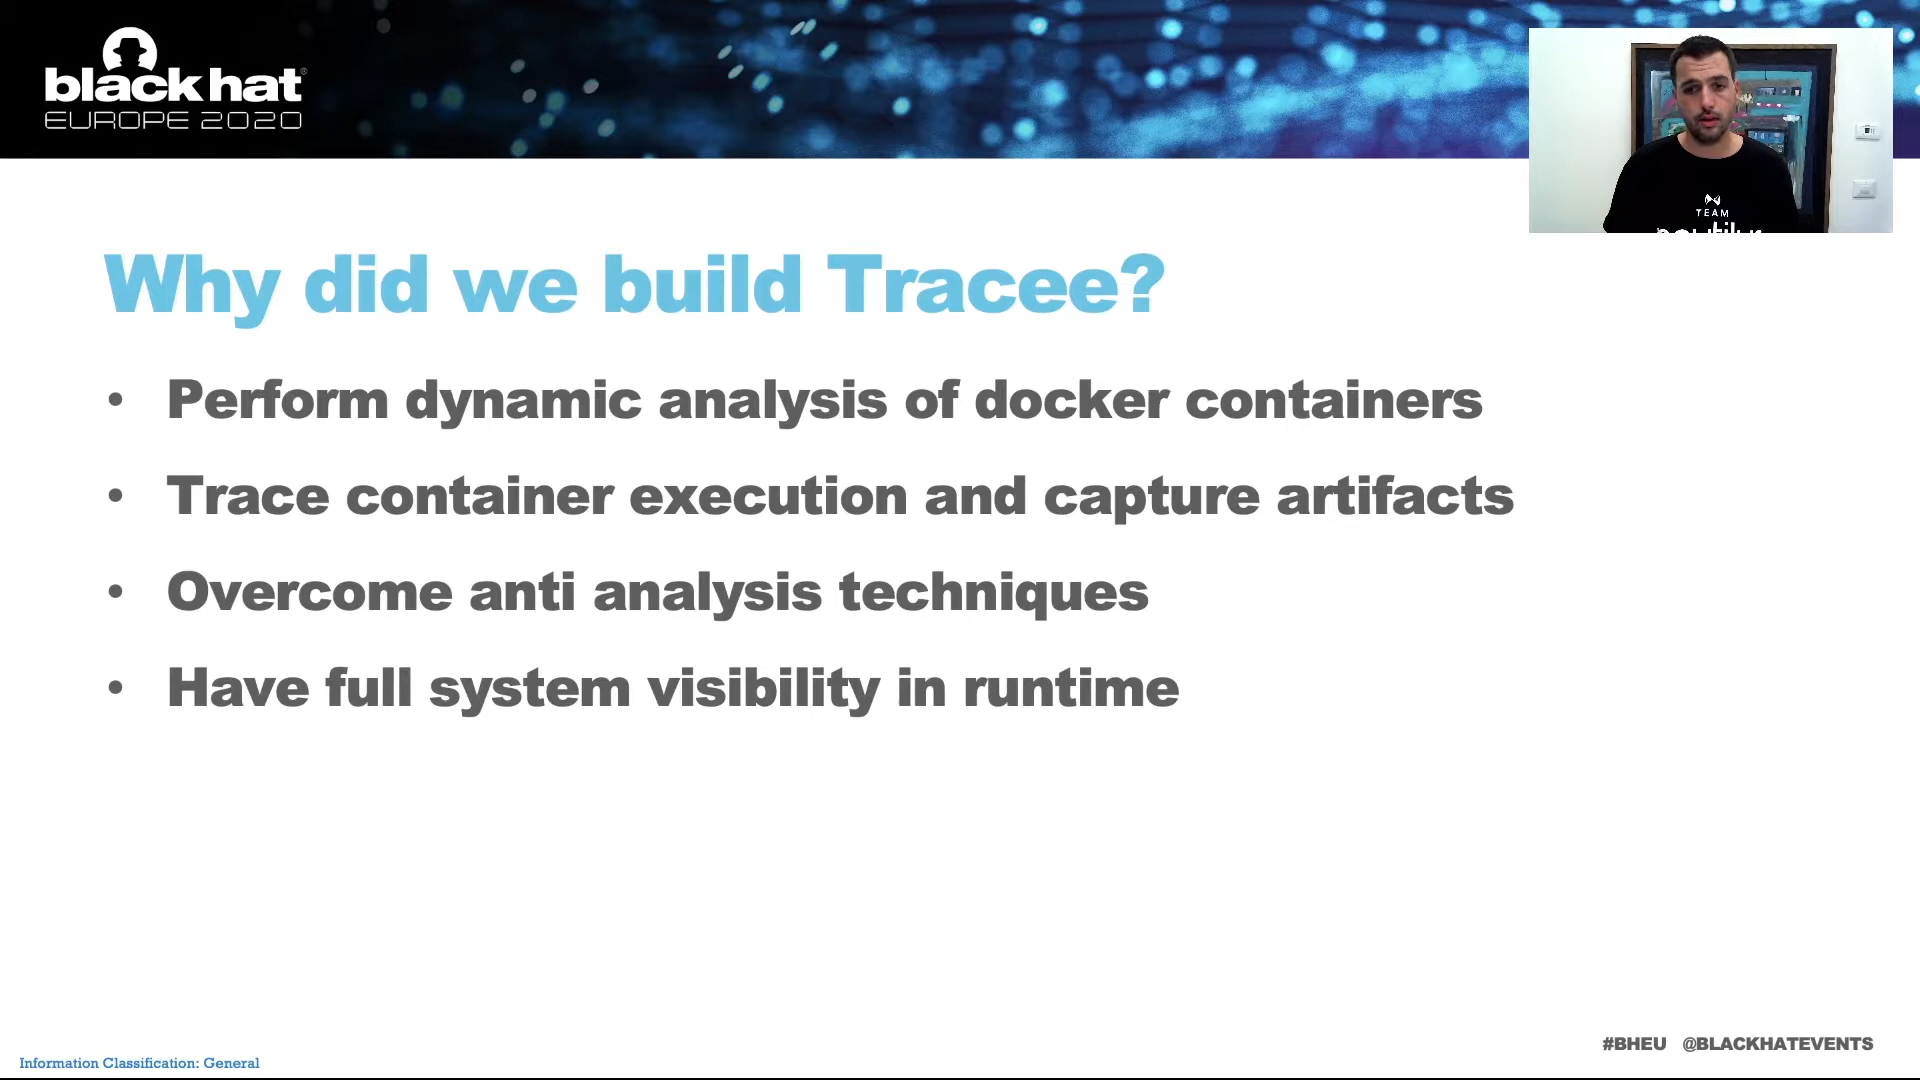 black hat
EUROPE 2020
TEAM
Why did we build Tracee?
• Perform dynamic analysis of docker containers
• Trace container execution and capture artifacts
• Overcome anti analysis techniques
• Have full system visibility in runtime
#BHEU @BLACKHATEVENTS
Information Classification: General